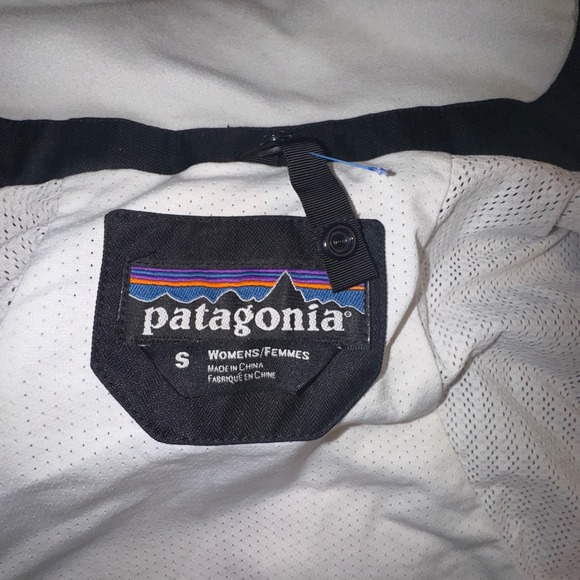 patagonia®
S WOMENS/FEMMES
MADE IN CHINA
FABRIQUÉ EN CHINE